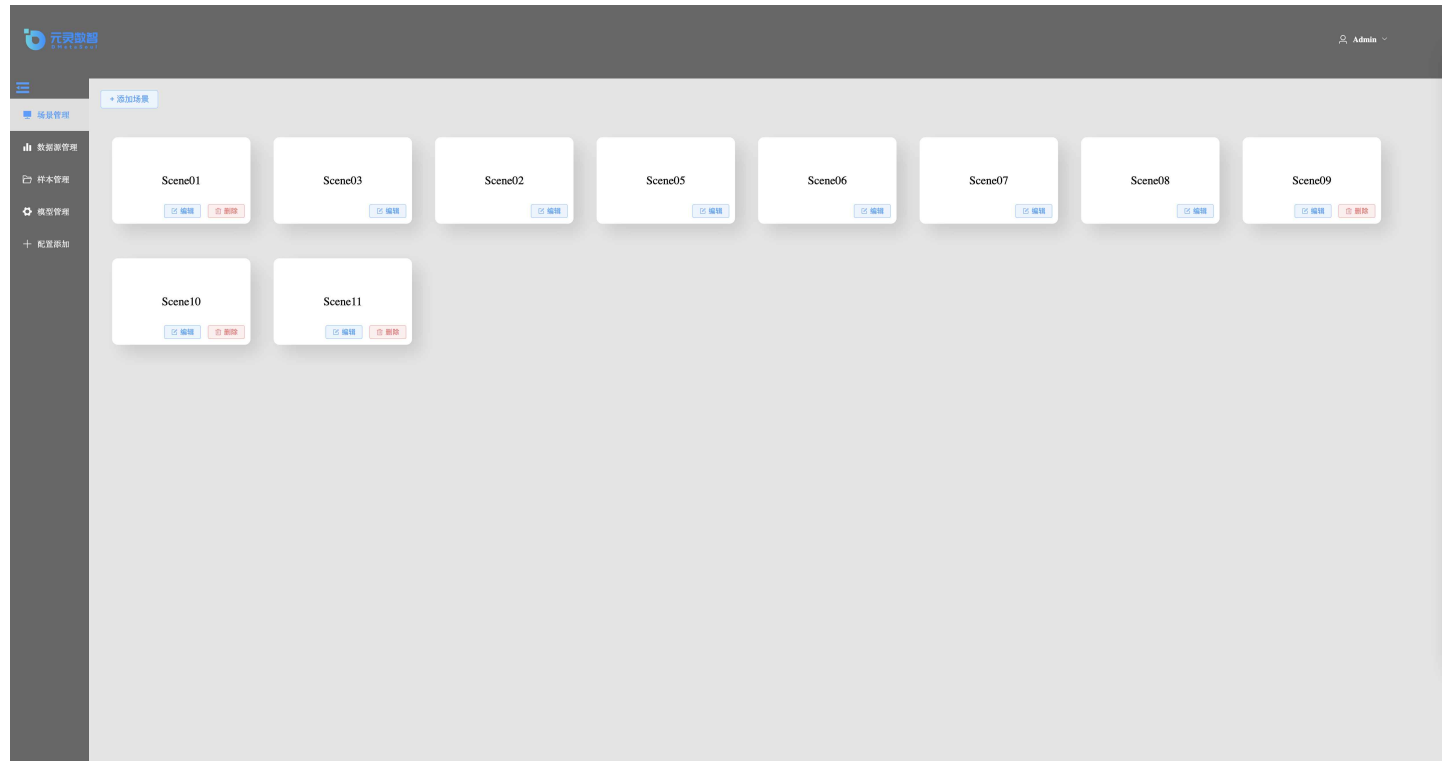 元灵数智
Admin
+ 添加场景
场景管理
数据源管理
样本管理
模型管理
配置添加
Scene01
编辑 删除
Scene03
编辑
Scene02
编辑
Scene05
编辑
Scene06
编辑
Scene07
编辑
Scene08
编辑
Scene09
编辑 删除
Scene10
编辑 删除
Scene11
编辑 删除